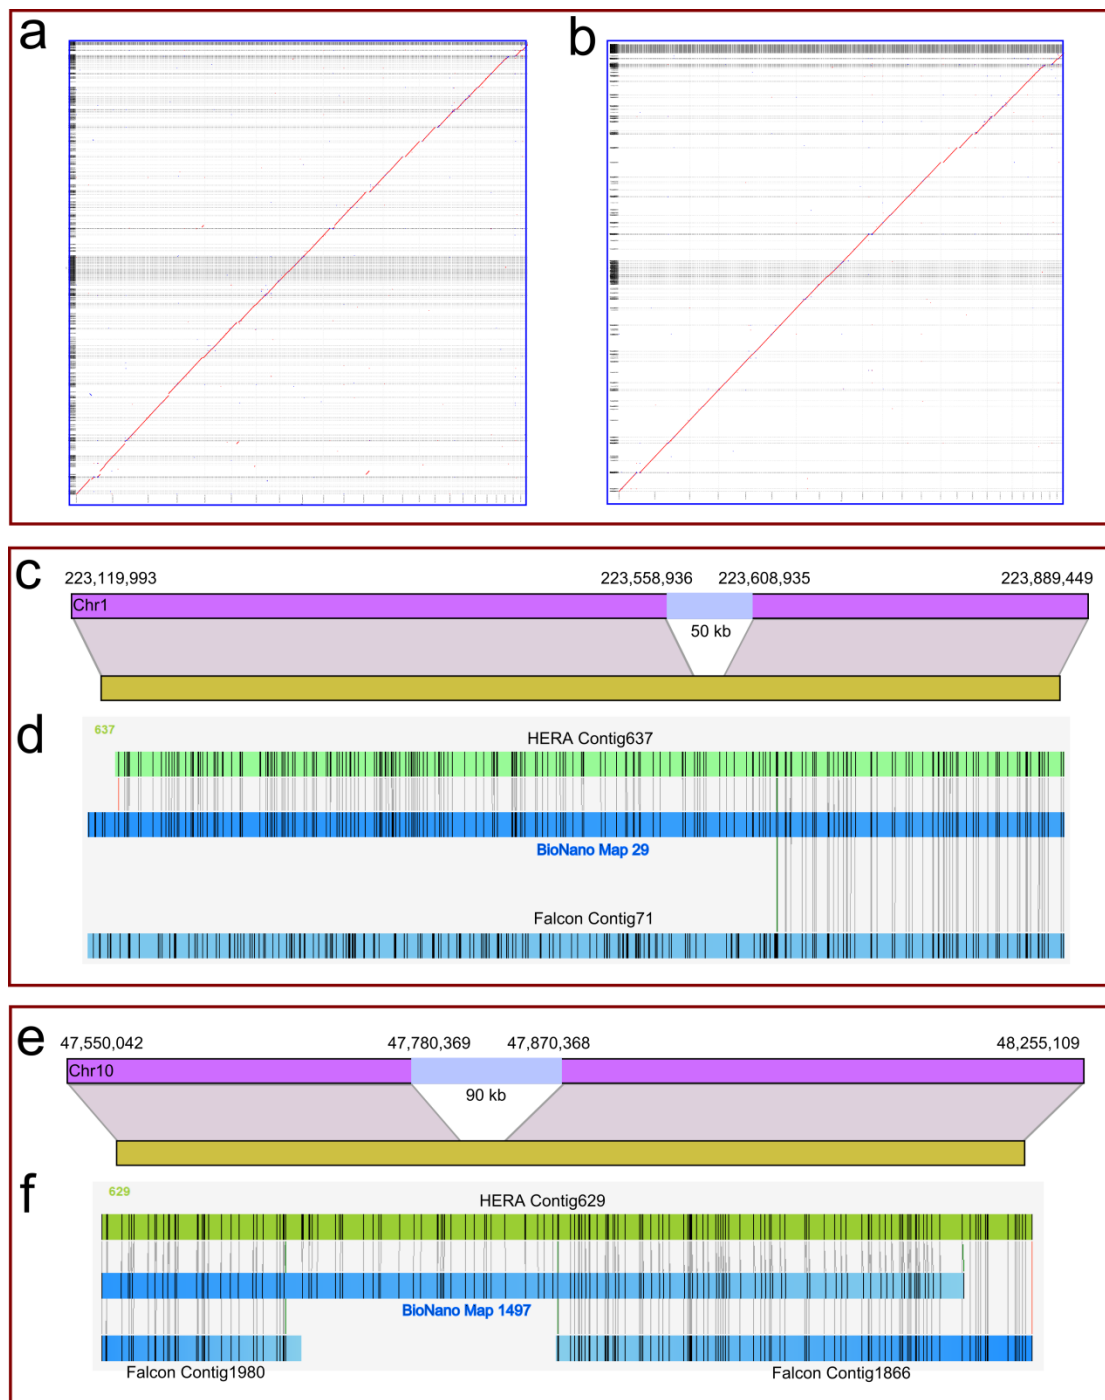 a
b
c
223,119,993 223,558,936 223,608,935 223,889,449
Chr1
50 kb
d
637
HERA Contig637
BioNano Map 29
Falcon Contig71
e
47,550,042 47,780,369 47,870,368 48,255,109
Chr10
90 kb
f
629
HERA Contig629
BioNano Map 1497
Falcon Contig1980 Falcon Contig1866